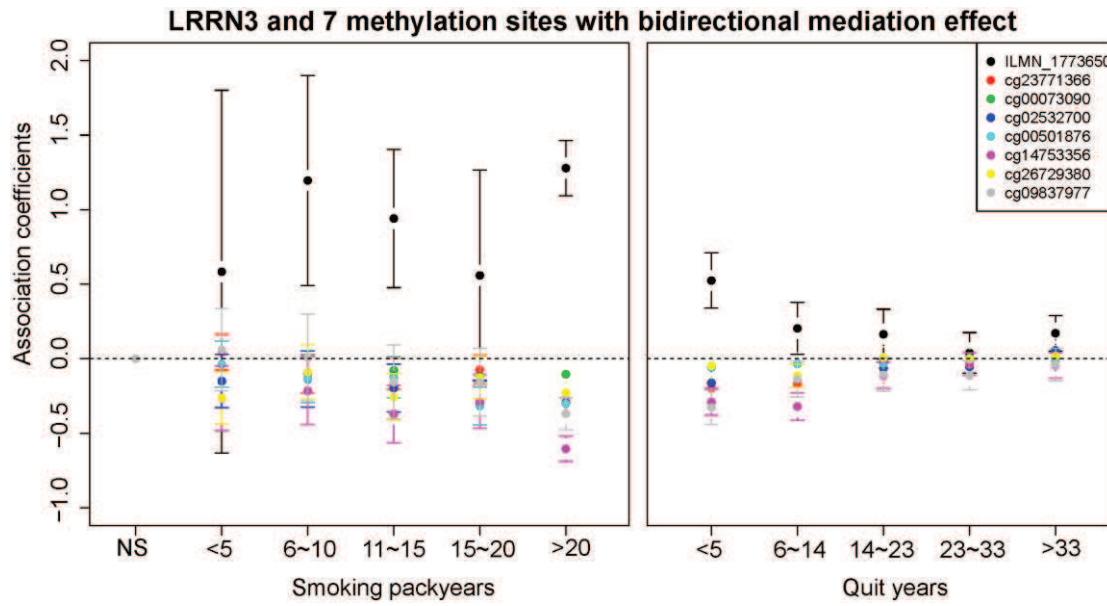 LRRN3 and 7 methylation sites with bidirectional mediation effect
Association coefficients
2.0
1.5
1.0
0.5
0.0
−0.5
−1.0
NS
<5
6~10
11~15
15~20
>20
Smoking packyears
ILMN_1773650
cg23771366
cg00073090
cg02532700
cg00501876
cg14753356
cg26729380
cg09837977
<5
6~14
14~23
23~33
>33
Quit years